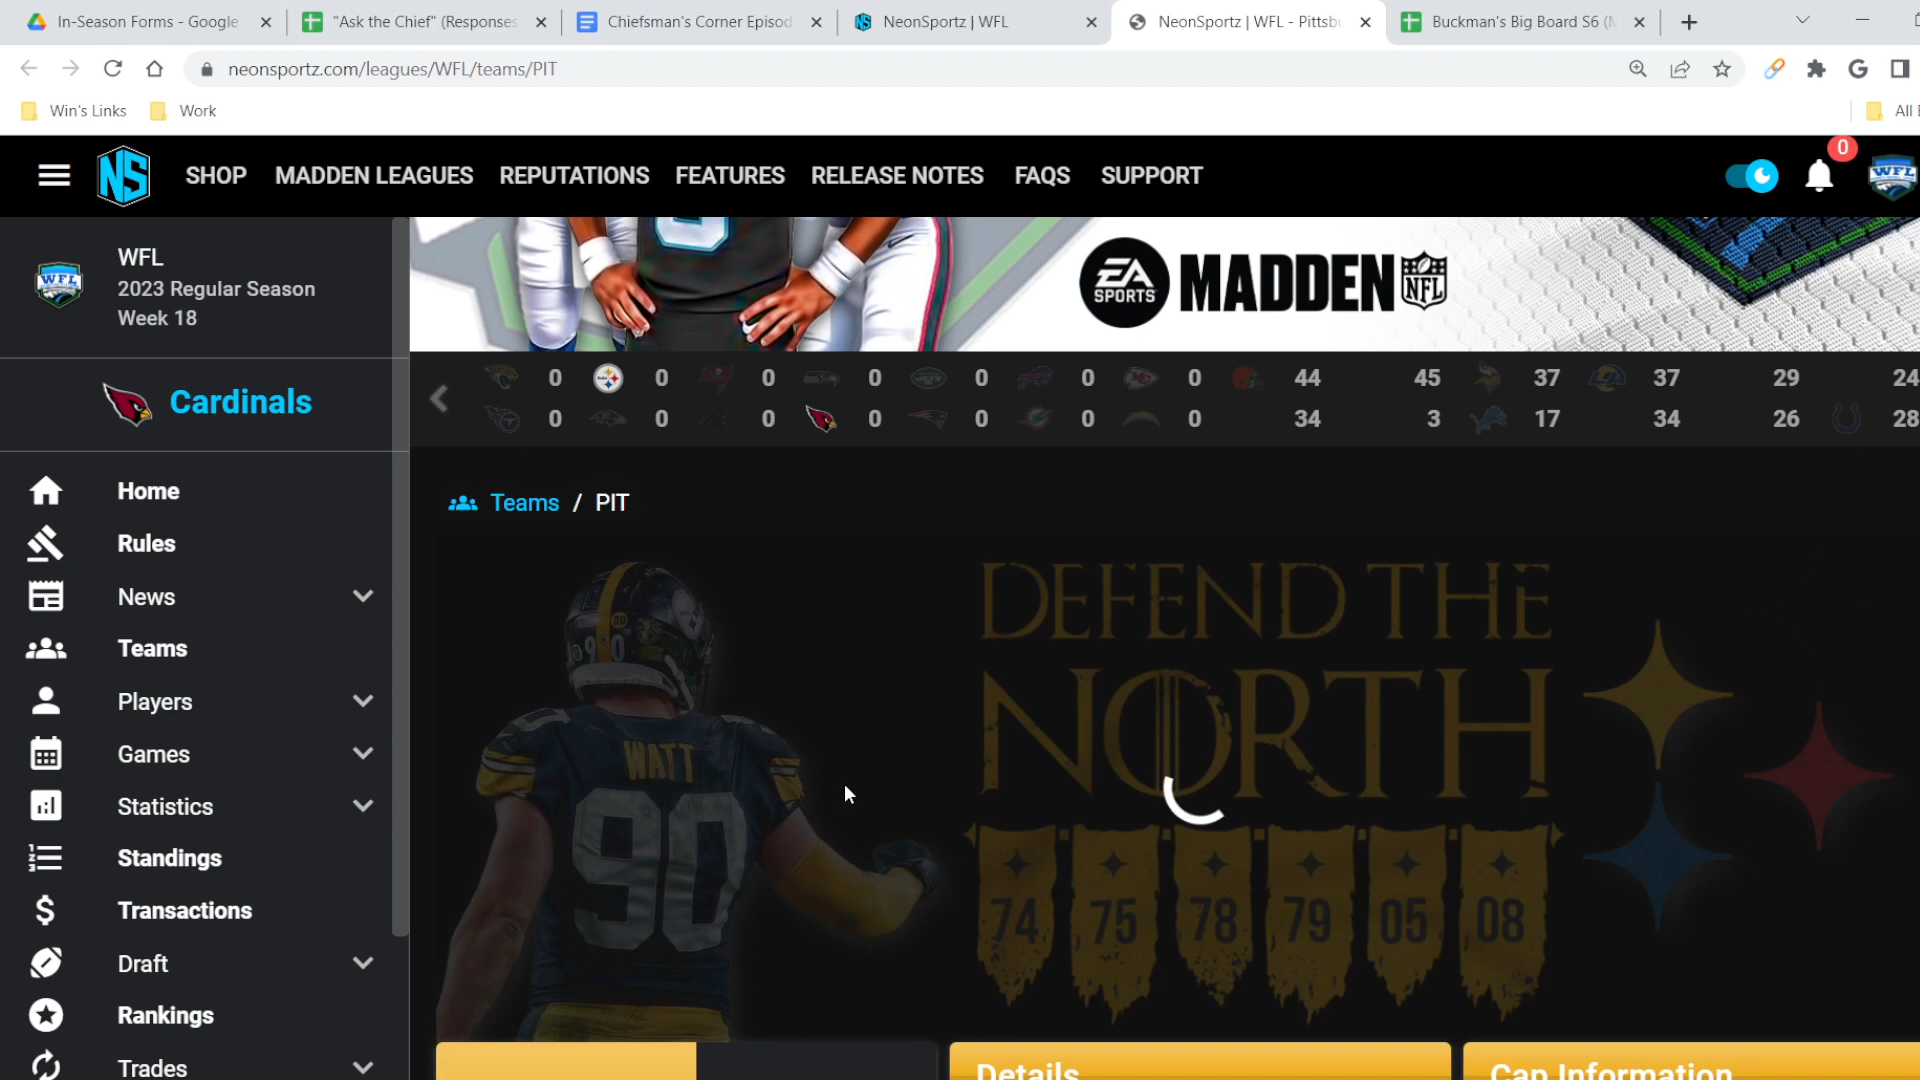 In-Season Forms - Google
"Ask the Chief" (Responses
Chiefsman's Corner Episod
NeonSportz | WFL
NeonSportz | WFL - Pittsbu
Buckman's Big Board S6 (N
neonsportz.com/leagues/WFL/teams/PIT
Win's Links
Work
All
NS
SHOP
MADDEN LEAGUES
REPUTATIONS
FEATURES
RELEASE NOTES
FAQS
SUPPORT
0
WFL
WFL
WFL
2023 Regular Season
Week 18
EA
SPORTS
MADDEN
NFL
Cardinals
0 0 0 0 0 0 0 44 45 37 37 29 24
0 0 0 0 0 0 0 34 3 17 34 26 28
Teams / PIT
Home
Rules
News
Teams
Players
Games
Statistics
Standings
Transactions
Draft
Rankings
Trades
DEFEND THE
NORTH
WATT
90
74 75 78 79 05 08
Details
Cap Information